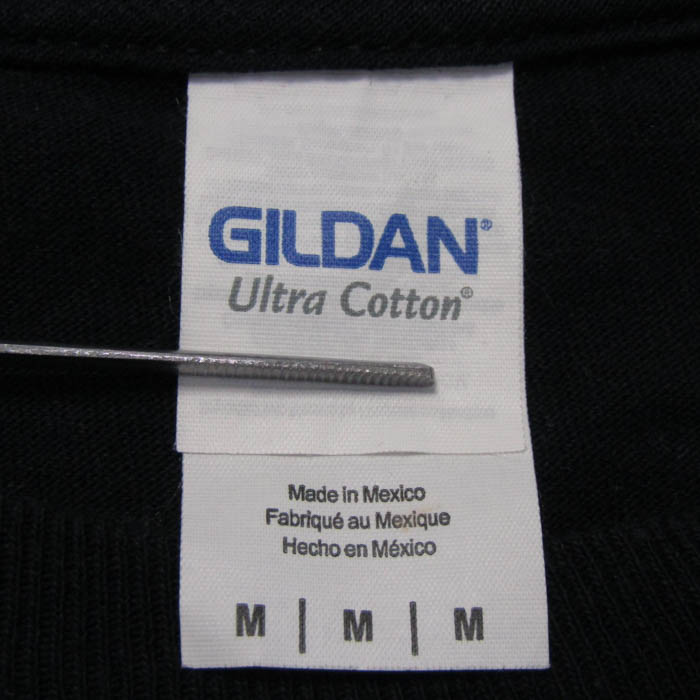 GILDAN®
Ultra Cotton®
Made in Mexico
Fabriqué au Mexique
Hecho en México
M | M | M